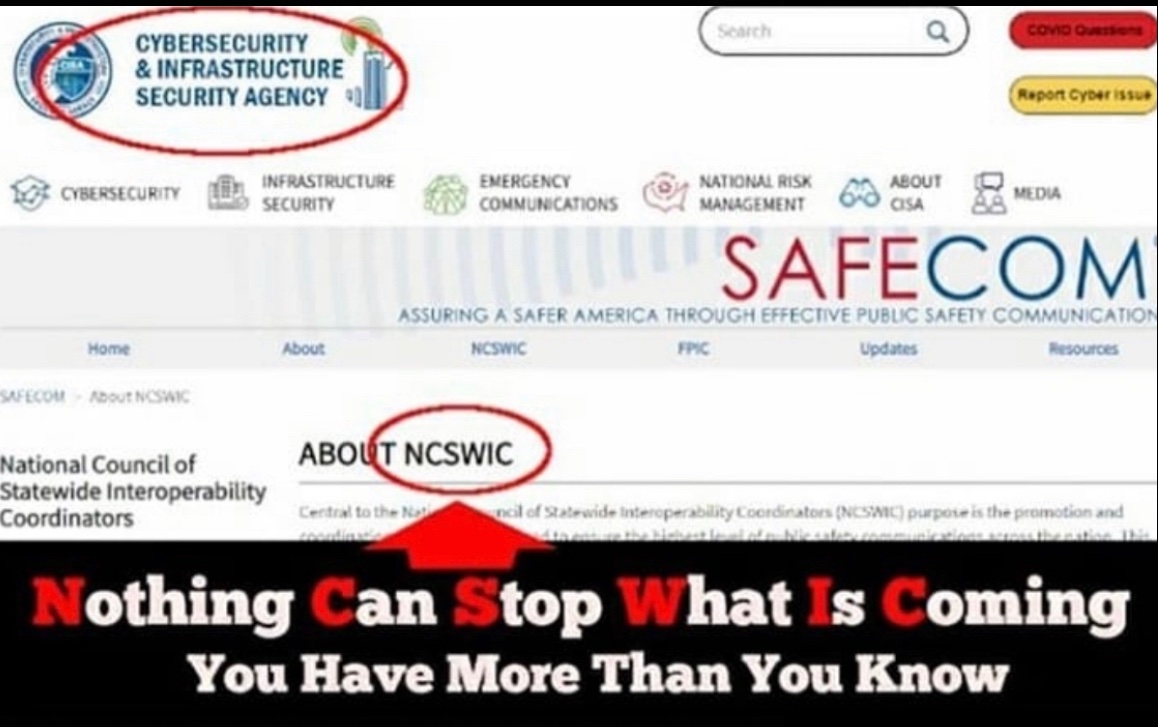 CYBERSECURITY
& INFRASTRUCTURE
SECURITY AGENCY
Search
COVID Questions
Report Cyber Issue
CYBERSECURITY
INFRASTRUCTURE
SECURITY
EMERGENCY
COMMUNICATIONS
NATIONAL RISK
MANAGEMENT
ABOUT
CISA
MEDIA
SAFECOM
ASSURING A SAFER AMERICA THROUGH EFFECTIVE PUBLIC SAFETY COMMUNICATION
Home About NCSWIC FPIC Updates Resources
SAFECOM > About NCSWIC
National Council of
Statewide Interoperability
Coordinators
ABOUT NCSWIC
Central to the Nati ncil of Statewide Interoperability Coordinators (NCSWIC) purpose is the promotion and
coordinatio d to ensure the highest level of public safety communications across the nation. This
Nothing Can Stop What Is Coming
You Have More Than You Know